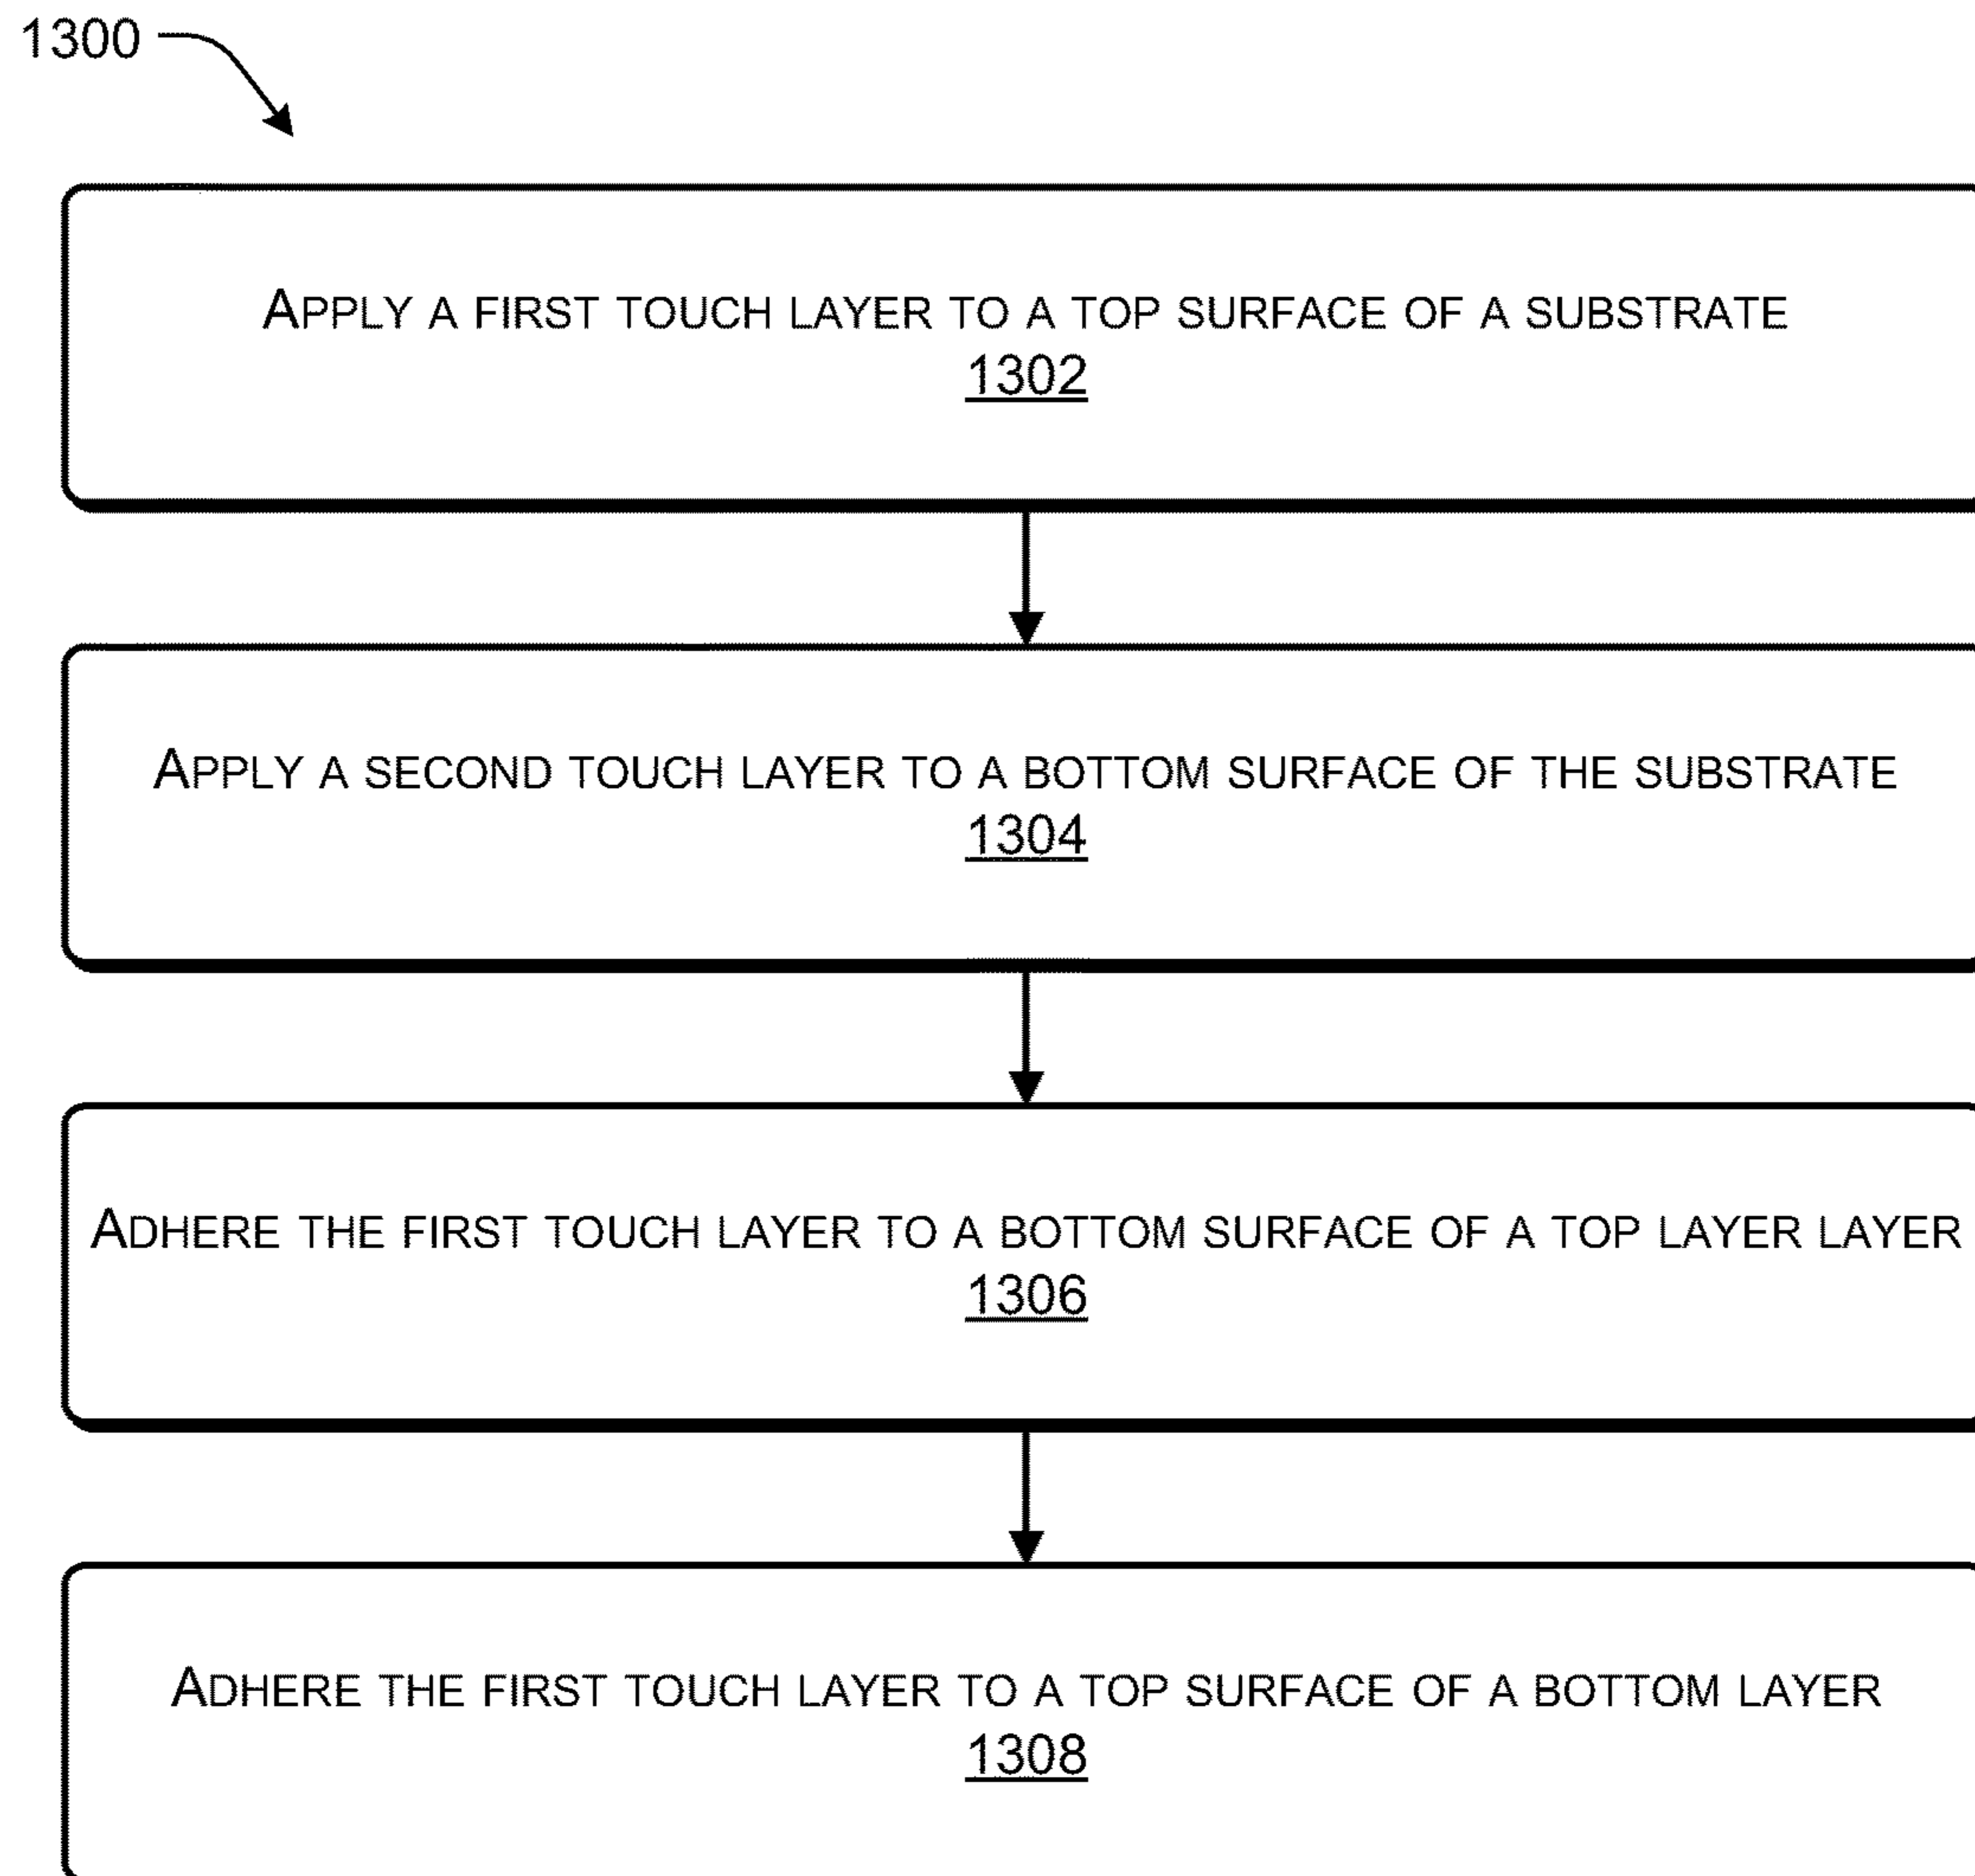 1300
Apply a first touch layer to a top surface of a substrate
1302
Apply a second touch layer to a bottom surface of the substrate
1304
Adhere the first touch layer to a bottom surface of a top layer layer
1306
Adhere the first touch layer to a top surface of a bottom layer
1308